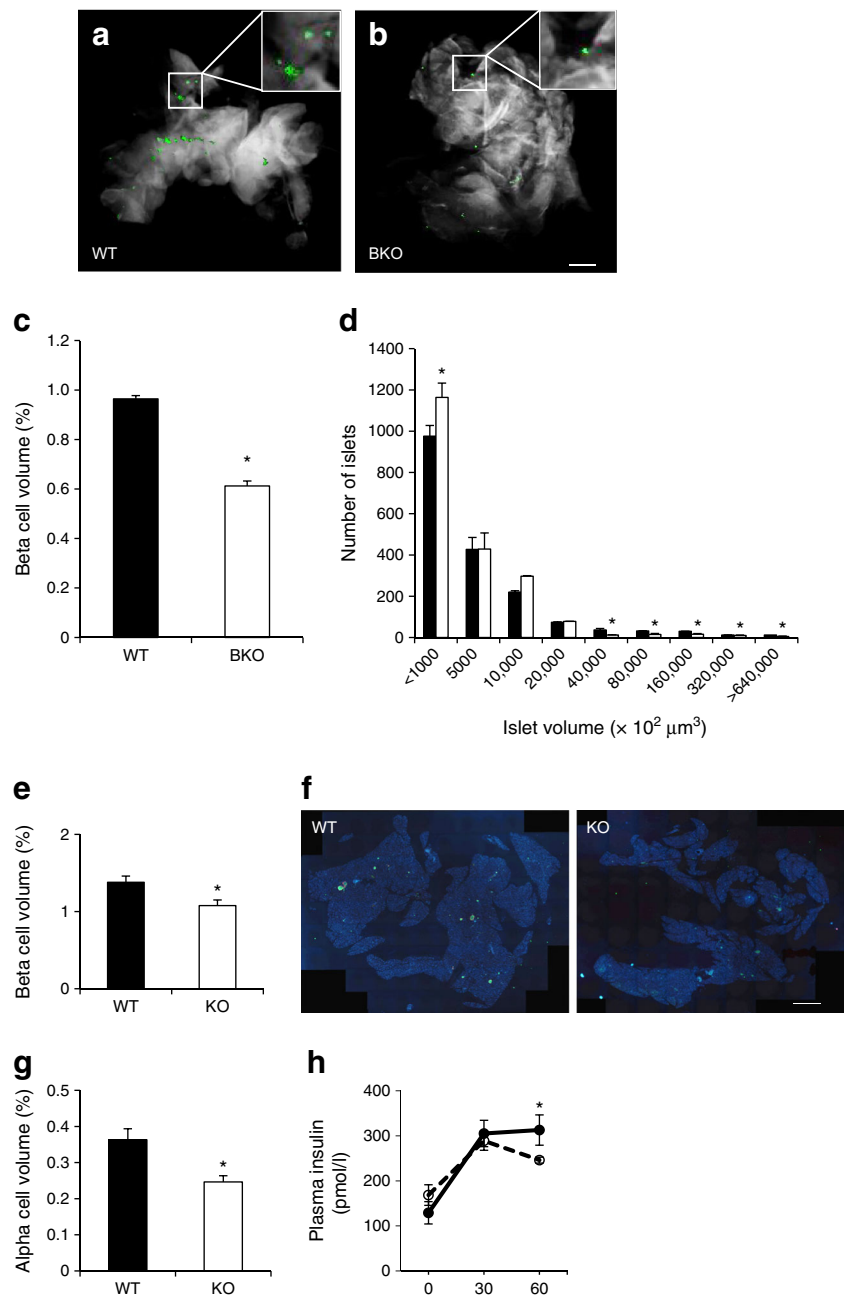 a
b
WT
BKO
c
Beta cell volume (%)
1.2
1.0
0.8
0.6
0.4
0.2
0
*
WT
BKO
d
Number of islets
1400
1200
1000
800
600
400
200
0
*
* * * * *
<1000
5000
10,000
20,000
40,000
80,000
160,000
320,000
>640,000
Islet volume (× 10² μm³)
e
Beta cell volume (%)
2
1
0
*
WT
KO
f
WT
KO
g
Alpha cell volume (%)
0.5
0.4
0.3
0.2
0.1
0
*
WT
KO
h
Plasma insulin
(pmol/l)
400
300
200
100
0
*
0
30
60